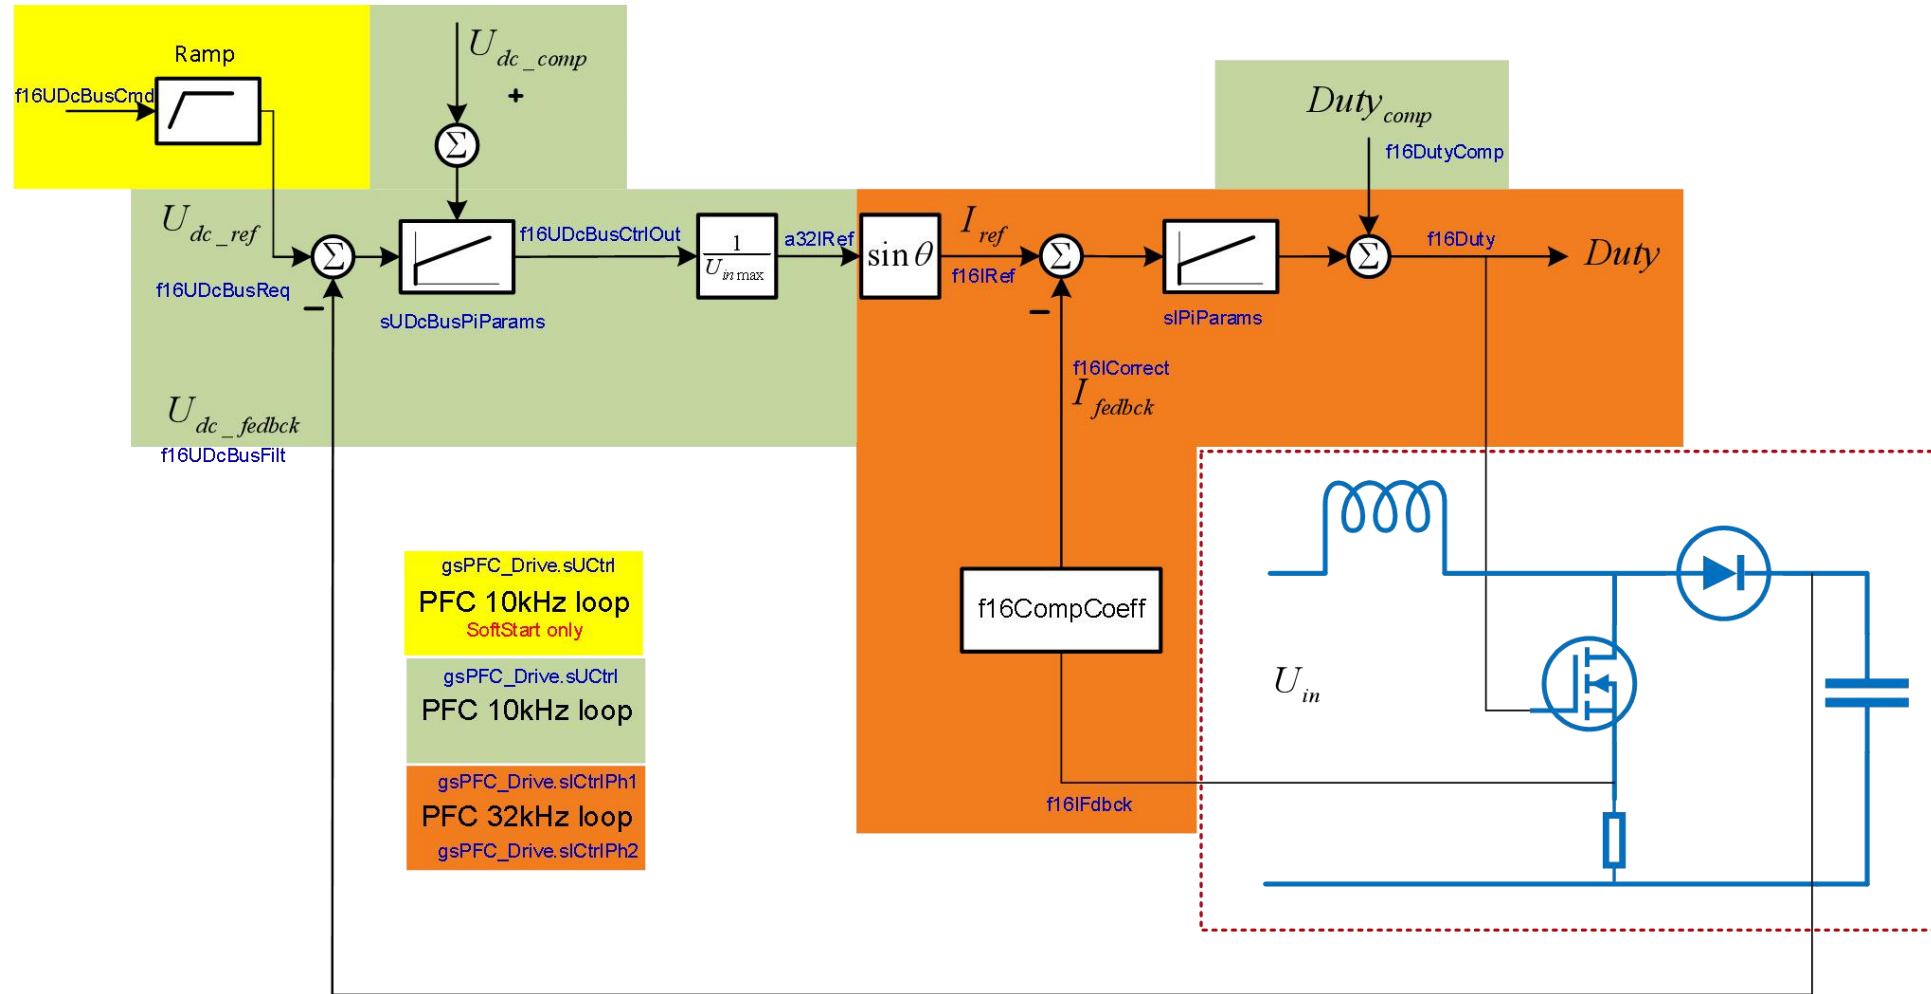 Ramp
f16UDcBusCmd
U dc_comp
+
Σ
Duty comp
f16DutyComp
U dc_ref
f16UDcBusReq
Σ
−
sUDcBusPiParams
f16UDcBusCtrlOut
1
U in max
a32IRef
sin θ
I ref
f16IRef
Σ
−
sIPiParams
Σ
f16Duty
Duty
f16ICorrect
I fedbck
U dc_fedbck
f16UDcBusFilt
gsPFC_Drive.sUCtrl
PFC 10kHz loop
SoftStart only
gsPFC_Drive.sUCtrl
PFC 10kHz loop
gsPFC_Drive.sICtrlPh1
PFC 32kHz loop
gsPFC_Drive.sICtrlPh2
f16CompCoeff
f16IFdbck
U in